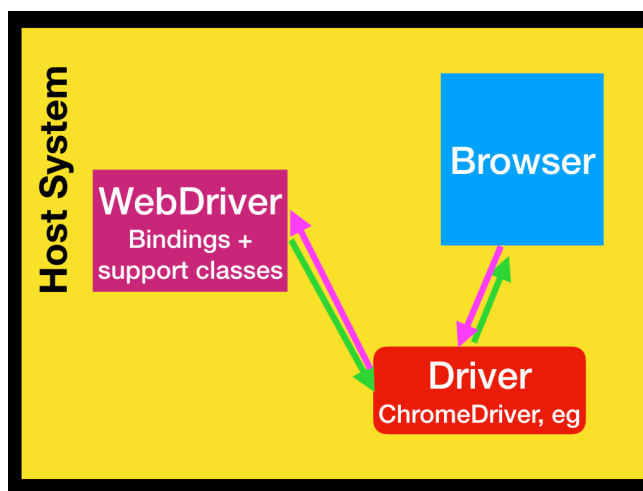 Host System
WebDriver
Bindings +
support classes
Browser
Driver
ChromeDriver, eg